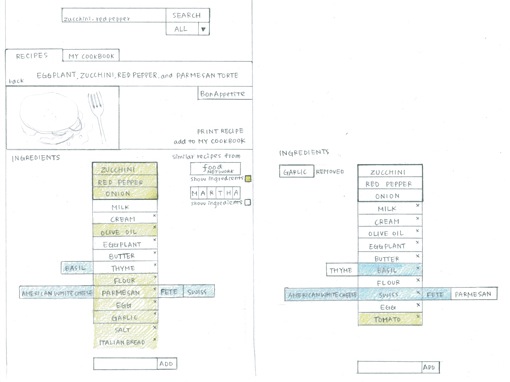 zucchini, red pepper
SEARCH
ALL
RECIPES
MY COOKBOOK
back
EGGPLANT, ZUCCHINI, RED PEPPER, and PARMESAN TORTE
BON APPETITE
PRINT RECIPE
add to MY COOKBOOK
INGREDIENTS
ZUCCHINI
RED PEPPER
ONION
MILK
CREAM
OLIVE OIL
EGGPLANT
BUTTER
BASIL THYME
FLOUR
AMERICAN WHITE CHEESE PARMESAN FETE SWISS
EGG
GARLIC
SALT
ITALIAN BREAD
ADD
similar recipes from
food
NETWORK
show ingredients
MARTHA
show ingredients
INGREDIENTS
GARLIC REMOVED
ZUCCHINI
RED PEPPER
ONION
MILK
CREAM
OLIVE OIL
EGGPLANT
BUTTER
THYME BASIL
FLOUR
AMERICAN WHITE CHEESE SWISS FETE PARMESAN
EGG
TOMATO
ADD